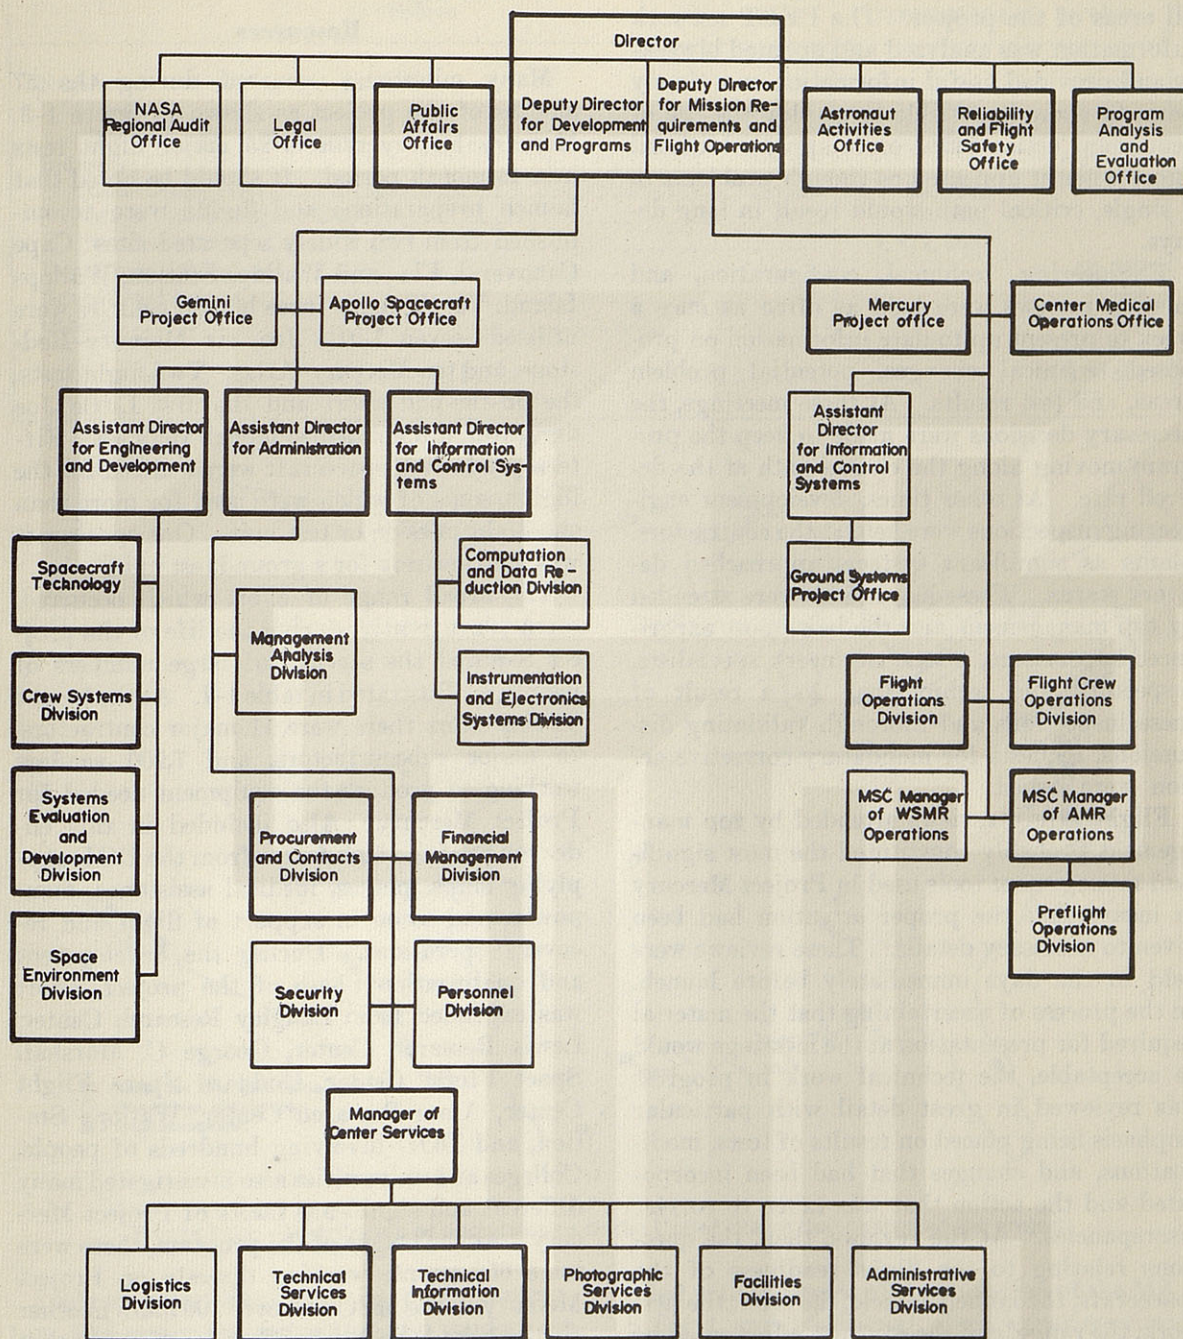 Director
Deputy Director
for Development
and Programs
Deputy Director
for Mission Re-
quirements and
Flight Operations
NASA
Regional Audit
Office
Legal
Office
Public
Affairs
Office
Astronaut
Activities
Office
Reliability
and Flight
Safety
Office
Program
Analysis
and
Evaluation
Office
Gemini
Project Office
Apollo Spacecraft
Project Office
Mercury
Project office
Center Medical
Operations Office
Assistant Director
for Engineering
and Development
Assistant Director
for Administration
Assistant Director
for Information
and Control Sys-
tems
Assistant
Director
for Information
and Control
Systems
Spacecraft
Technology
Computation
and Data Re-
duction Division
Ground Systems
Project Office
Management
Analysis
Division
Crew Systems
Division
Instrumentation
and Electronics
Systems Division
Flight
Operations
Division
Flight Crew
Operations
Division
Systems
Evaluation
and
Development
Division
Procurement
and Contracts
Division
Financial
Management
Division
MSC Manager
of WSMR
Operations
MSC Manager
of AMR
Operations
Space
Environment
Division
Security
Division
Personnel
Division
Preflight
Operations
Division
Manager of
Center Services
Logistics
Division
Technical
Services
Division
Technical
Information
Division
Photographic
Services
Division
Facilities
Division
Administrative
Services
Division